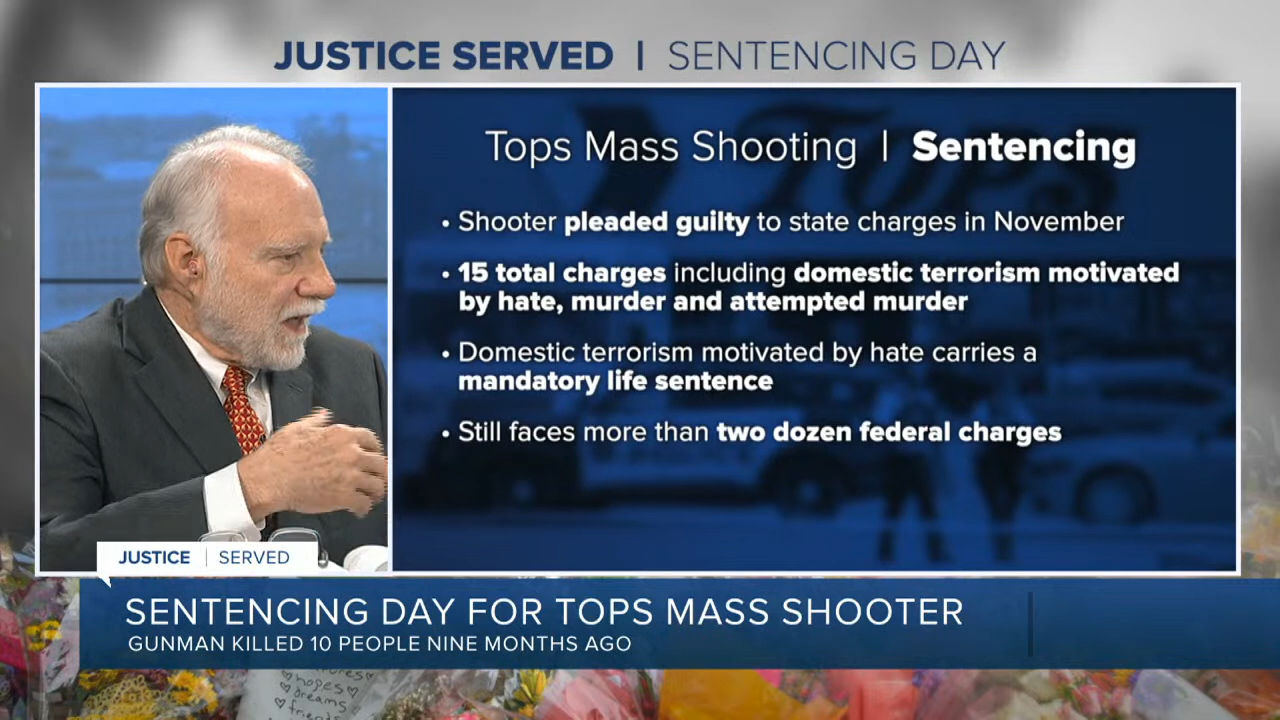 JUSTICE SERVED | SENTENCING DAY
Tops Mass Shooting | Sentencing
TOPS
• Shooter pleaded guilty to state charges in November
• 15 total charges including domestic terrorism motivated
by hate, murder and attempted murder
• Domestic terrorism motivated by hate carries a
mandatory life sentence
• Still faces more than two dozen federal charges
JUSTICE | SERVED
SENTENCING DAY FOR TOPS MASS SHOOTER
GUNMAN KILLED 10 PEOPLE NINE MONTHS AGO
hopes
dreams